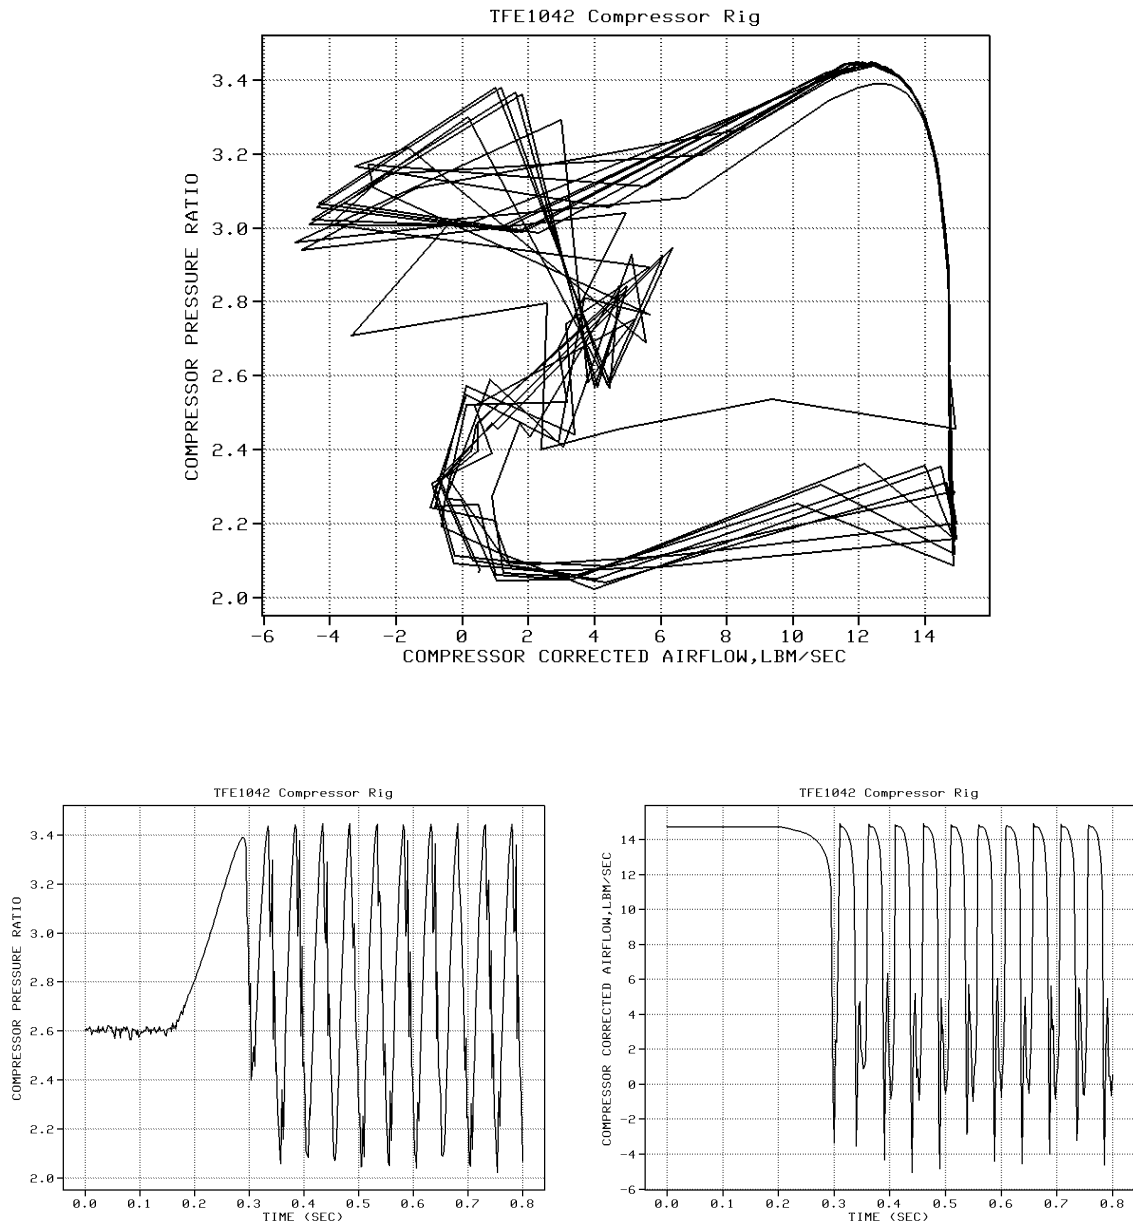 TFE1042 Compressor Rig
COMPRESSOR PRESSURE RATIO
3.4
3.2
3.0
2.8
2.6
2.4
2.2
2.0
-6 -4 -2 0 2 4 6 8 10 12 14
COMPRESSOR CORRECTED AIRFLOW,LBM/SEC
TFE1042 Compressor Rig
COMPRESSOR PRESSURE RATIO
3.4
3.2
3.0
2.8
2.6
2.4
2.2
2.0
0.0 0.1 0.2 0.3 0.4 0.5 0.6 0.7 0.8
TIME (SEC)
TFE1042 Compressor Rig
COMPRESSOR CORRECTED AIRFLOW,LBM/SEC
14
12
10
8
6
4
2
0
-2
-4
-6
0.0 0.1 0.2 0.3 0.4 0.5 0.6 0.7 0.8
TIME (SEC)